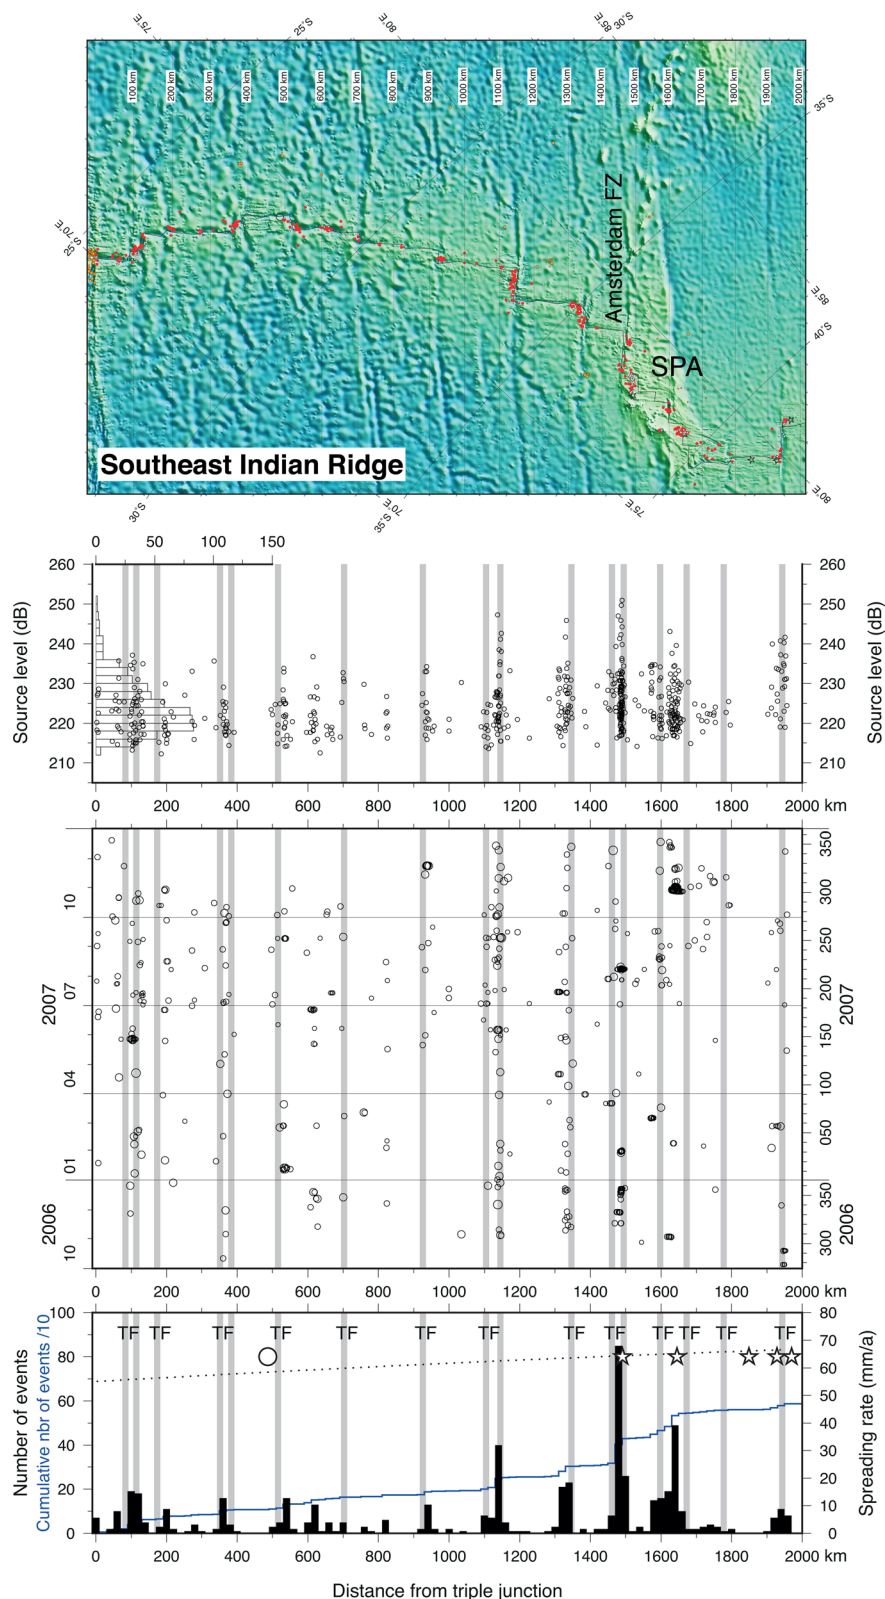 75°E
25°S
80°E
85°E
30°S
100 km
200 km
300 km
400 km
500 km
600 km
700 km
800 km
900 km
1000 km
1100 km
1200 km
1300 km
1400 km
1500 km
1600 km
1700 km
1800 km
1900 km
2000 km
35°S
70°E
25°S
Amsterdam FZ
85°E
40°S
SPA
Southeast Indian Ridge
30°S
35°S
70°E
75°E
80°E
0 50 100 150
260 260
250 250
240 240
230 230
220 220
210 210
Source level (dB)
Source level (dB)
0 200 400 600 800 1000 1200 1400 1600 1800 2000 km
10
07
04
01
10
2007
2006
350
300
250
200
150
100
050
350
300
2007
2006
0 200 400 600 800 1000 1200 1400 1600 1800 2000 km
100
80
60
40
20
0
Number of events
Cumulative nbr of events /10
TF TF TF TF TF TF TF TF TF TF TF TF TF
80
70
60
50
40
30
20
10
0
Spreading rate (mm/a)
0 200 400 600 800 1000 1200 1400 1600 1800 2000 km
Distance from triple junction